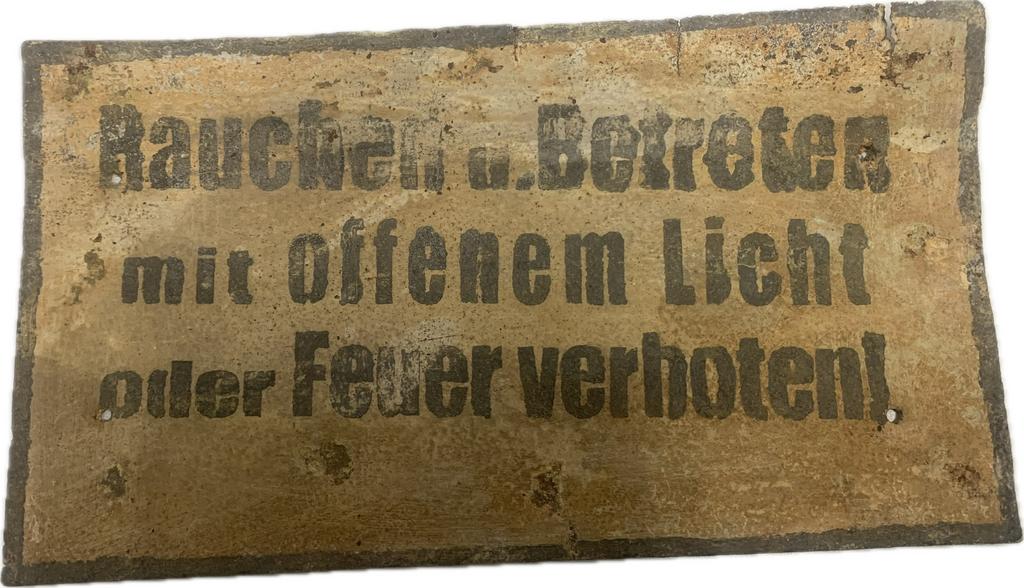 Rauchen u. Betreten
mit offenem Licht
oder Feuer verboten!